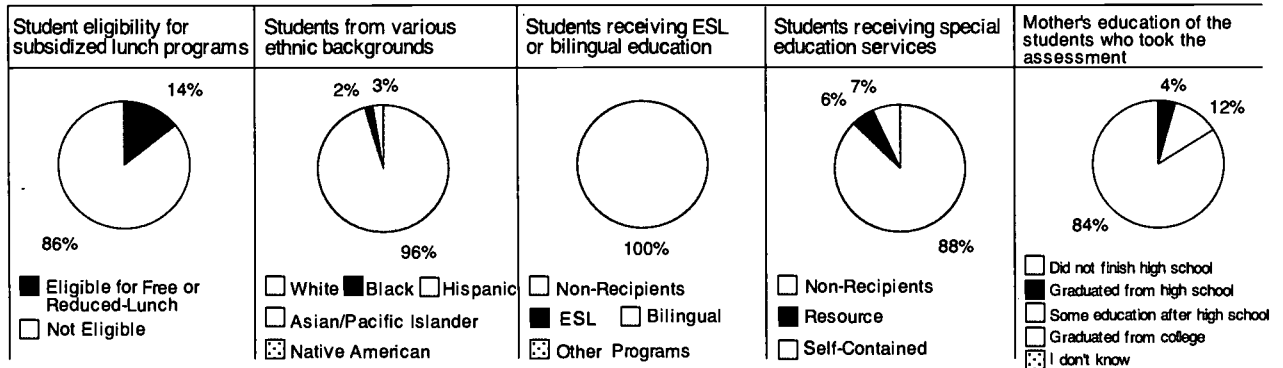 Student eligibility for
subsidized lunch programs
14%
86%
Eligible for Free or
Reduced-Lunch
Not Eligible
Students from various
ethnic backgrounds
2% 3%
96%
White Black Hispanic
Asian/Pacific Islander
Native American
Students receiving ESL
or bilingual education
100%
Non-Recipients
ESL Bilingual
Other Programs
Students receiving special
education services
7%
6%
88%
Non-Recipients
Resource
Self-Contained
Mother's education of the
students who took the
assessment
4%
12%
84%
Did not finish high school
Graduated from high school
Some education after high school
Graduated from college
I don't know